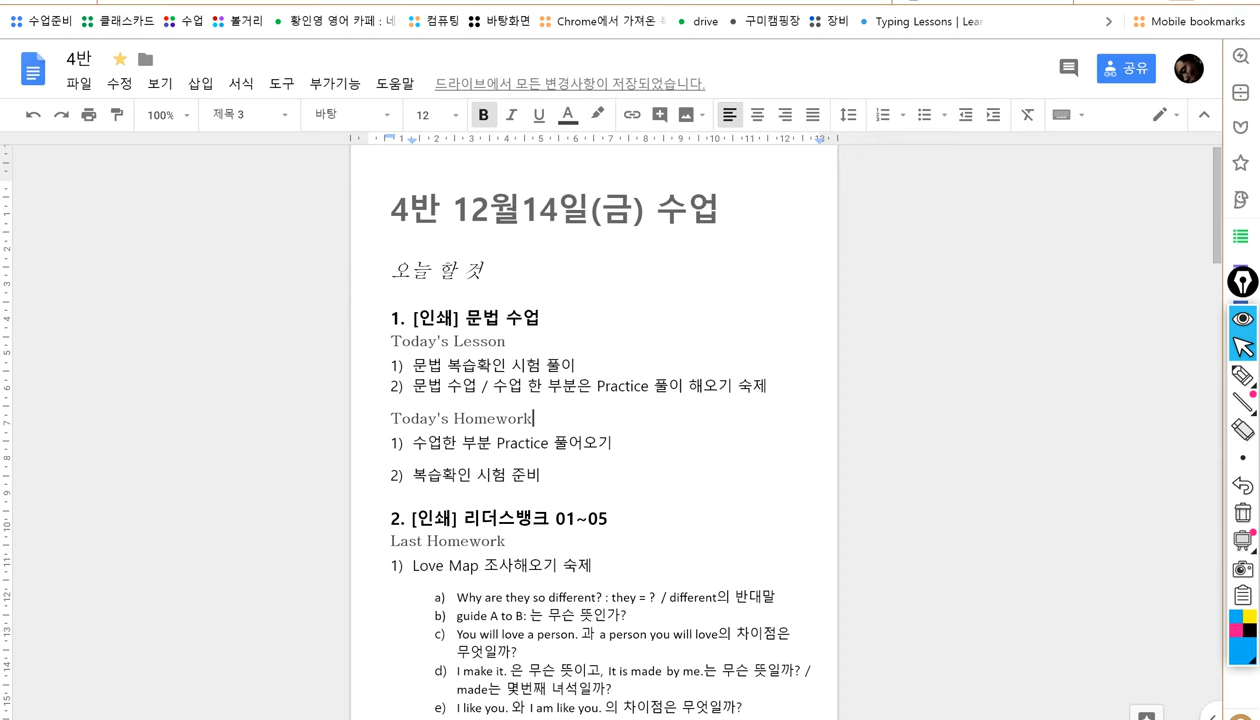 수업준비 클래스카드 수업 볼거리 황인영 영어 카페 : 네 컴퓨팅 바탕화면 Chrome에서 가져온 drive 구미캠핑장 장비 Typing Lessons | Lear Mobile bookmarks
4반
파일 수정 보기 삽입 서식 도구 부가기능 도움말 드라이브에서 모든 변경사항이 저장되었습니다.
공유
100% 제목 3 바탕 12 B I U A
1 2 3 4 5 6 7 8 9 10 11 12 13
4반 12월14일(금) 수업
오늘 할 것
1. [인쇄] 문법 수업
Today's Lesson
1) 문법 복습확인 시험 풀이
2) 문법 수업 / 수업 한 부분은 Practice 풀이 해오기 숙제
Today's Homework
1) 수업한 부분 Practice 풀어오기
2) 복습확인 시험 준비
2. [인쇄] 리더스뱅크 01~05
Last Homework
1) Love Map 조사해오기 숙제
a) Why are they so different? : they = ? / different의 반대말
b) guide A to B: 는 무슨 뜻인가?
c) You will love a person. 과 a person you will love의 차이점은
무엇일까?
d) I make it. 은 무슨 뜻이고, It is made by me.는 무슨 뜻일까? /
made는 몇번째 녀석일까?
e) I like you. 와 I am like you. 의 차이점은 무엇일까?